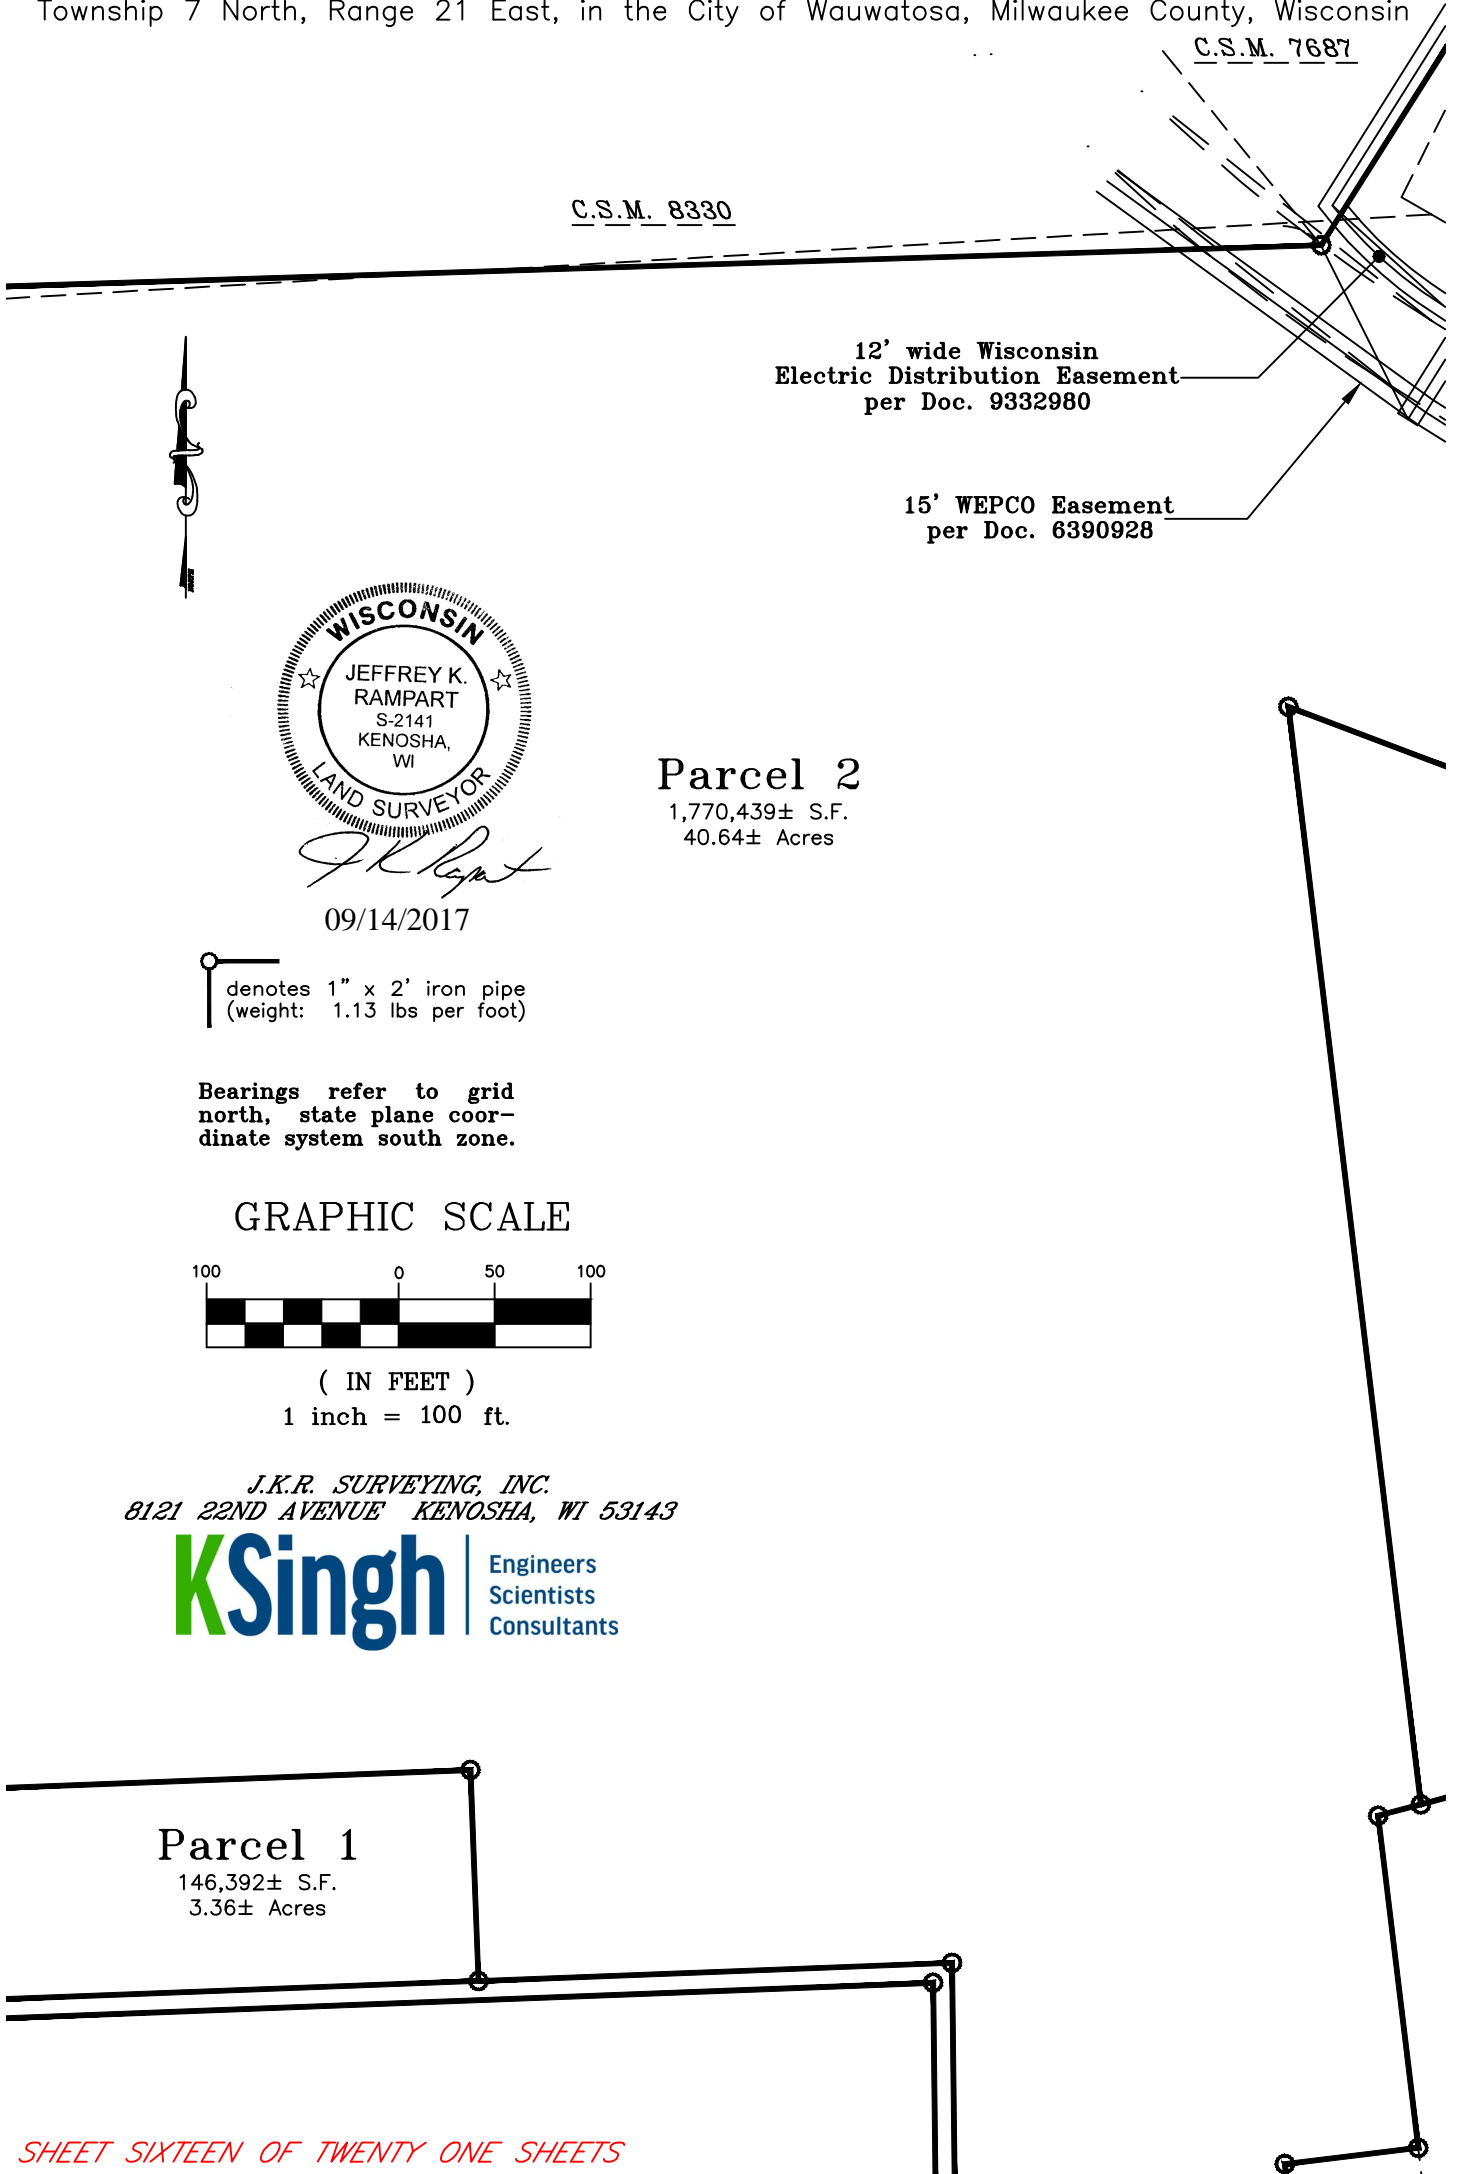 Township 7 North, Range 21 East, in the City of Wauwatosa, Milwaukee County, Wisconsin
C.S.M. 7687
C.S.M. 8330
12' wide Wisconsin
Electric Distribution Easement
per Doc. 9332980
15' WEPCO Easement
per Doc. 6390928
WISCONSIN
JEFFREY K.
RAMPART
S-2141
KENOSHA,
WI
LAND SURVEYOR
09/14/2017
Parcel 2
1,770,439± S.F.
40.64± Acres
denotes 1" x 2' iron pipe
(weight: 1.13 lbs per foot)
Bearings refer to grid
north, state plane coor-
dinate system south zone.
GRAPHIC SCALE
100 0 50 100
( IN FEET )
1 inch = 100 ft.
J.K.R. SURVEYING, INC.
8121 22ND AVENUE KENOSHA, WI 53143
KSingh
Engineers
Scientists
Consultants
Parcel 1
146,392± S.F.
3.36± Acres
SHEET SIXTEEN OF TWENTY ONE SHEETS